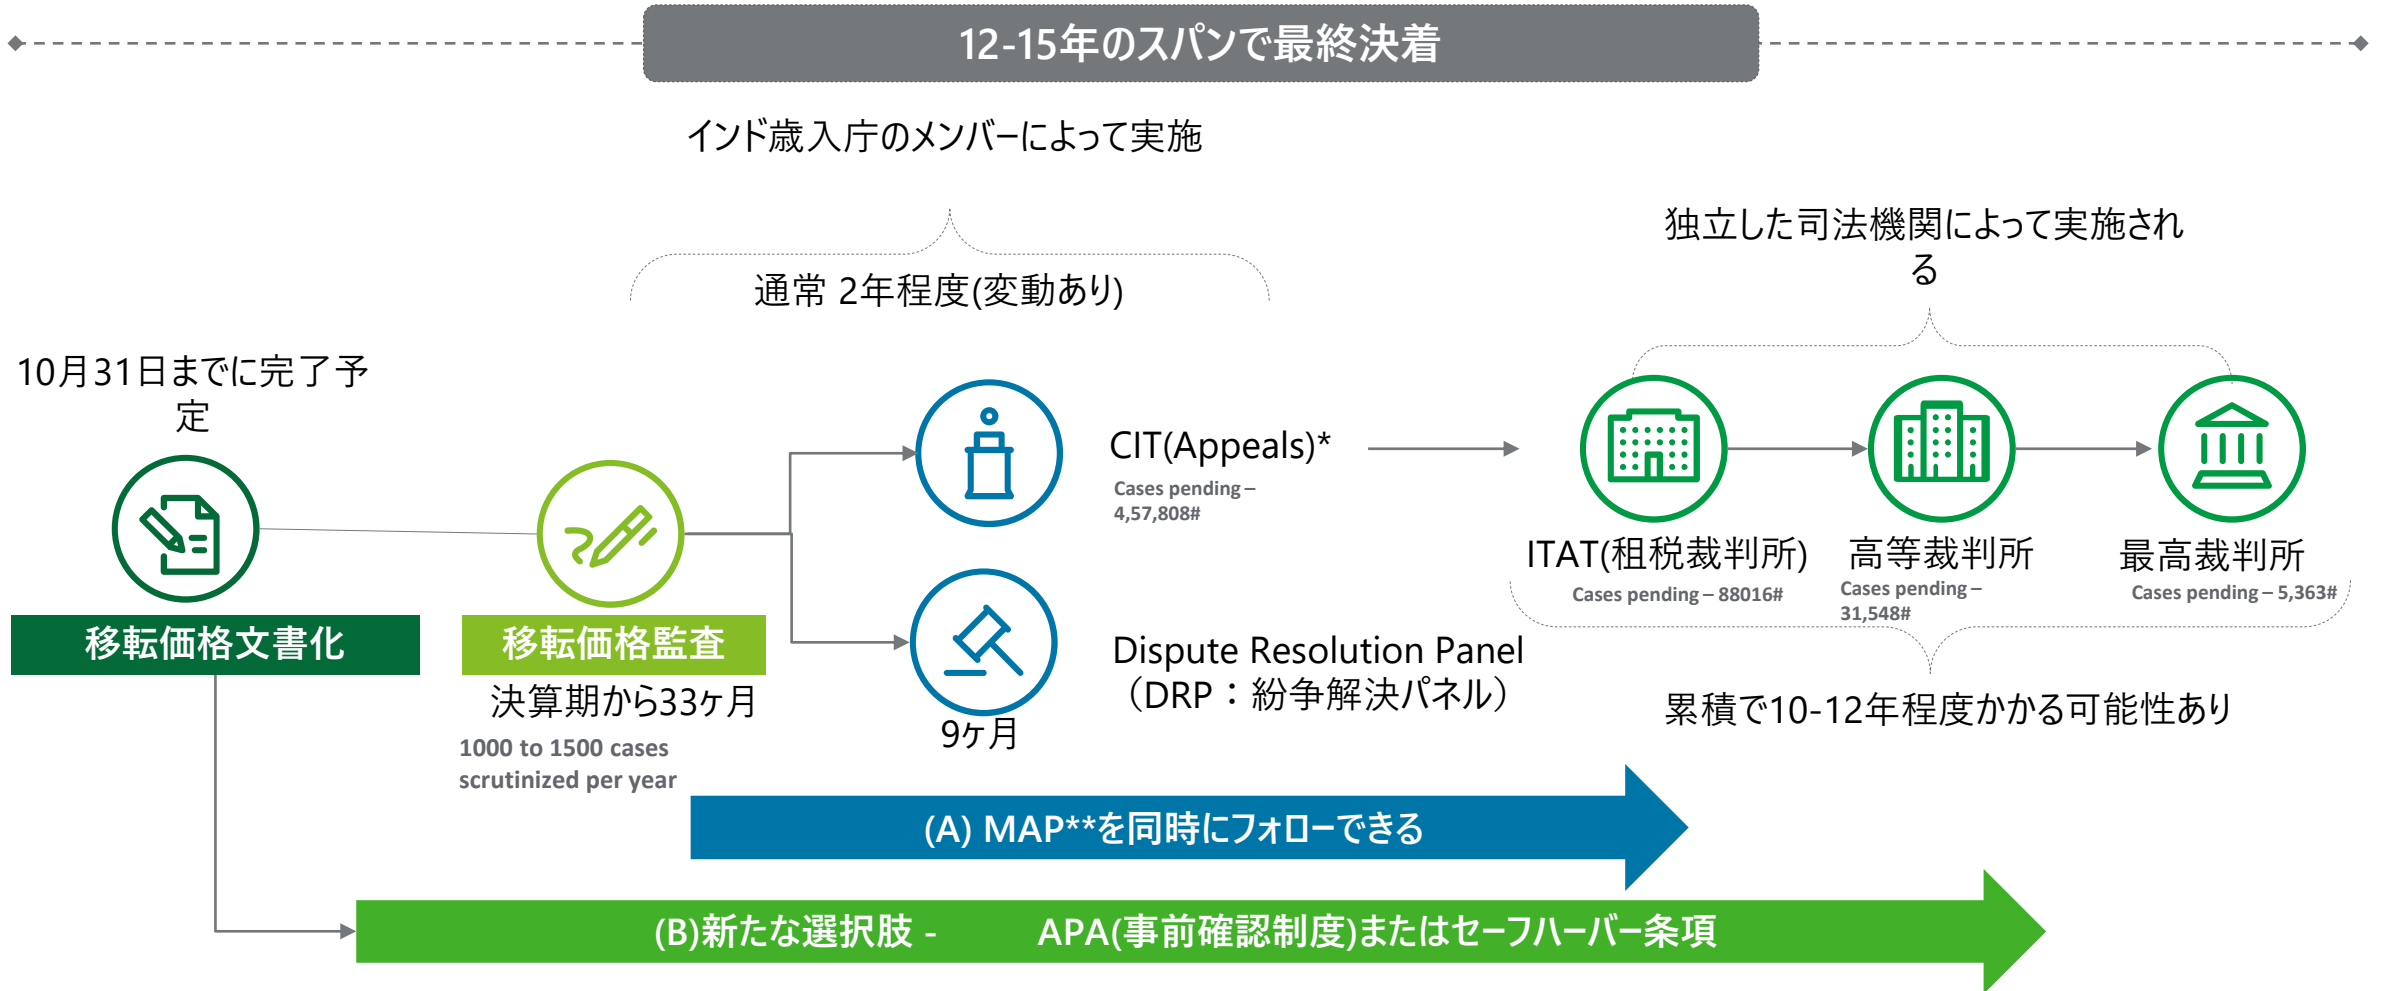 12-15年のスパンで最終決着
インド歳入庁のメンバーによって実施
通常 2年程度(変動あり)
独立した司法機関によって実施され
る
10月31日までに完了予
定
移転価格文書化
移転価格監査
決算期から33ヶ月
1000 to 1500 cases
scrutinized per year
CIT(Appeals)*
Cases pending –
4,57,808#
Dispute Resolution Panel
（DRP：紛争解決パネル）
9ヶ月
ITAT(租税裁判所)
Cases pending – 88016#
高等裁判所
Cases pending –
31,548#
最高裁判所
Cases pending – 5,363#
累積で10-12年程度かかる可能性あり
(A) MAP**を同時にフォローできる
(B)新たな選択肢 - APA(事前確認制度)またはセーフハーバー条項